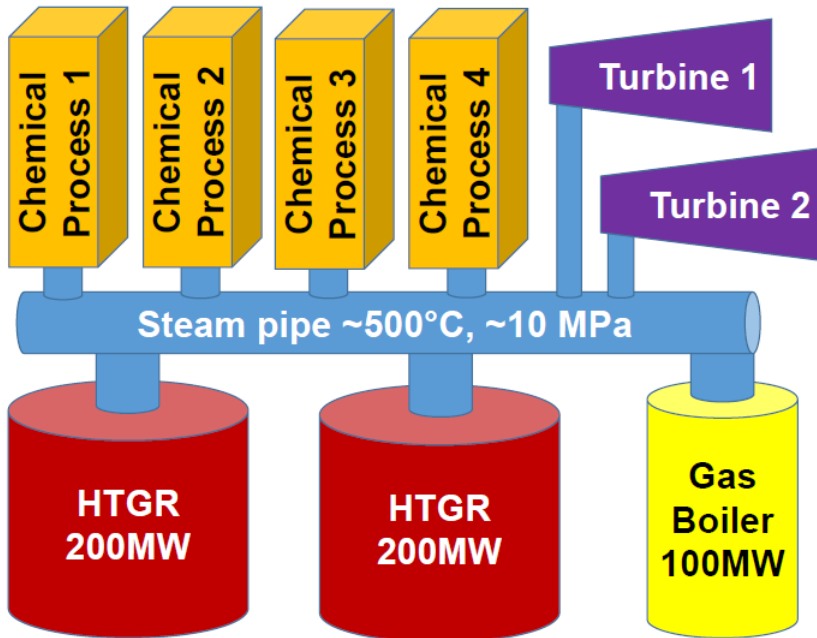 Chemical
Process 1
Chemical
Process 2
Chemical
Process 3
Chemical
Process 4
Turbine 1
Turbine 2
Steam pipe ~500°C, ~10 MPa
HTGR
200MW
HTGR
200MW
Gas
Boiler
100MW